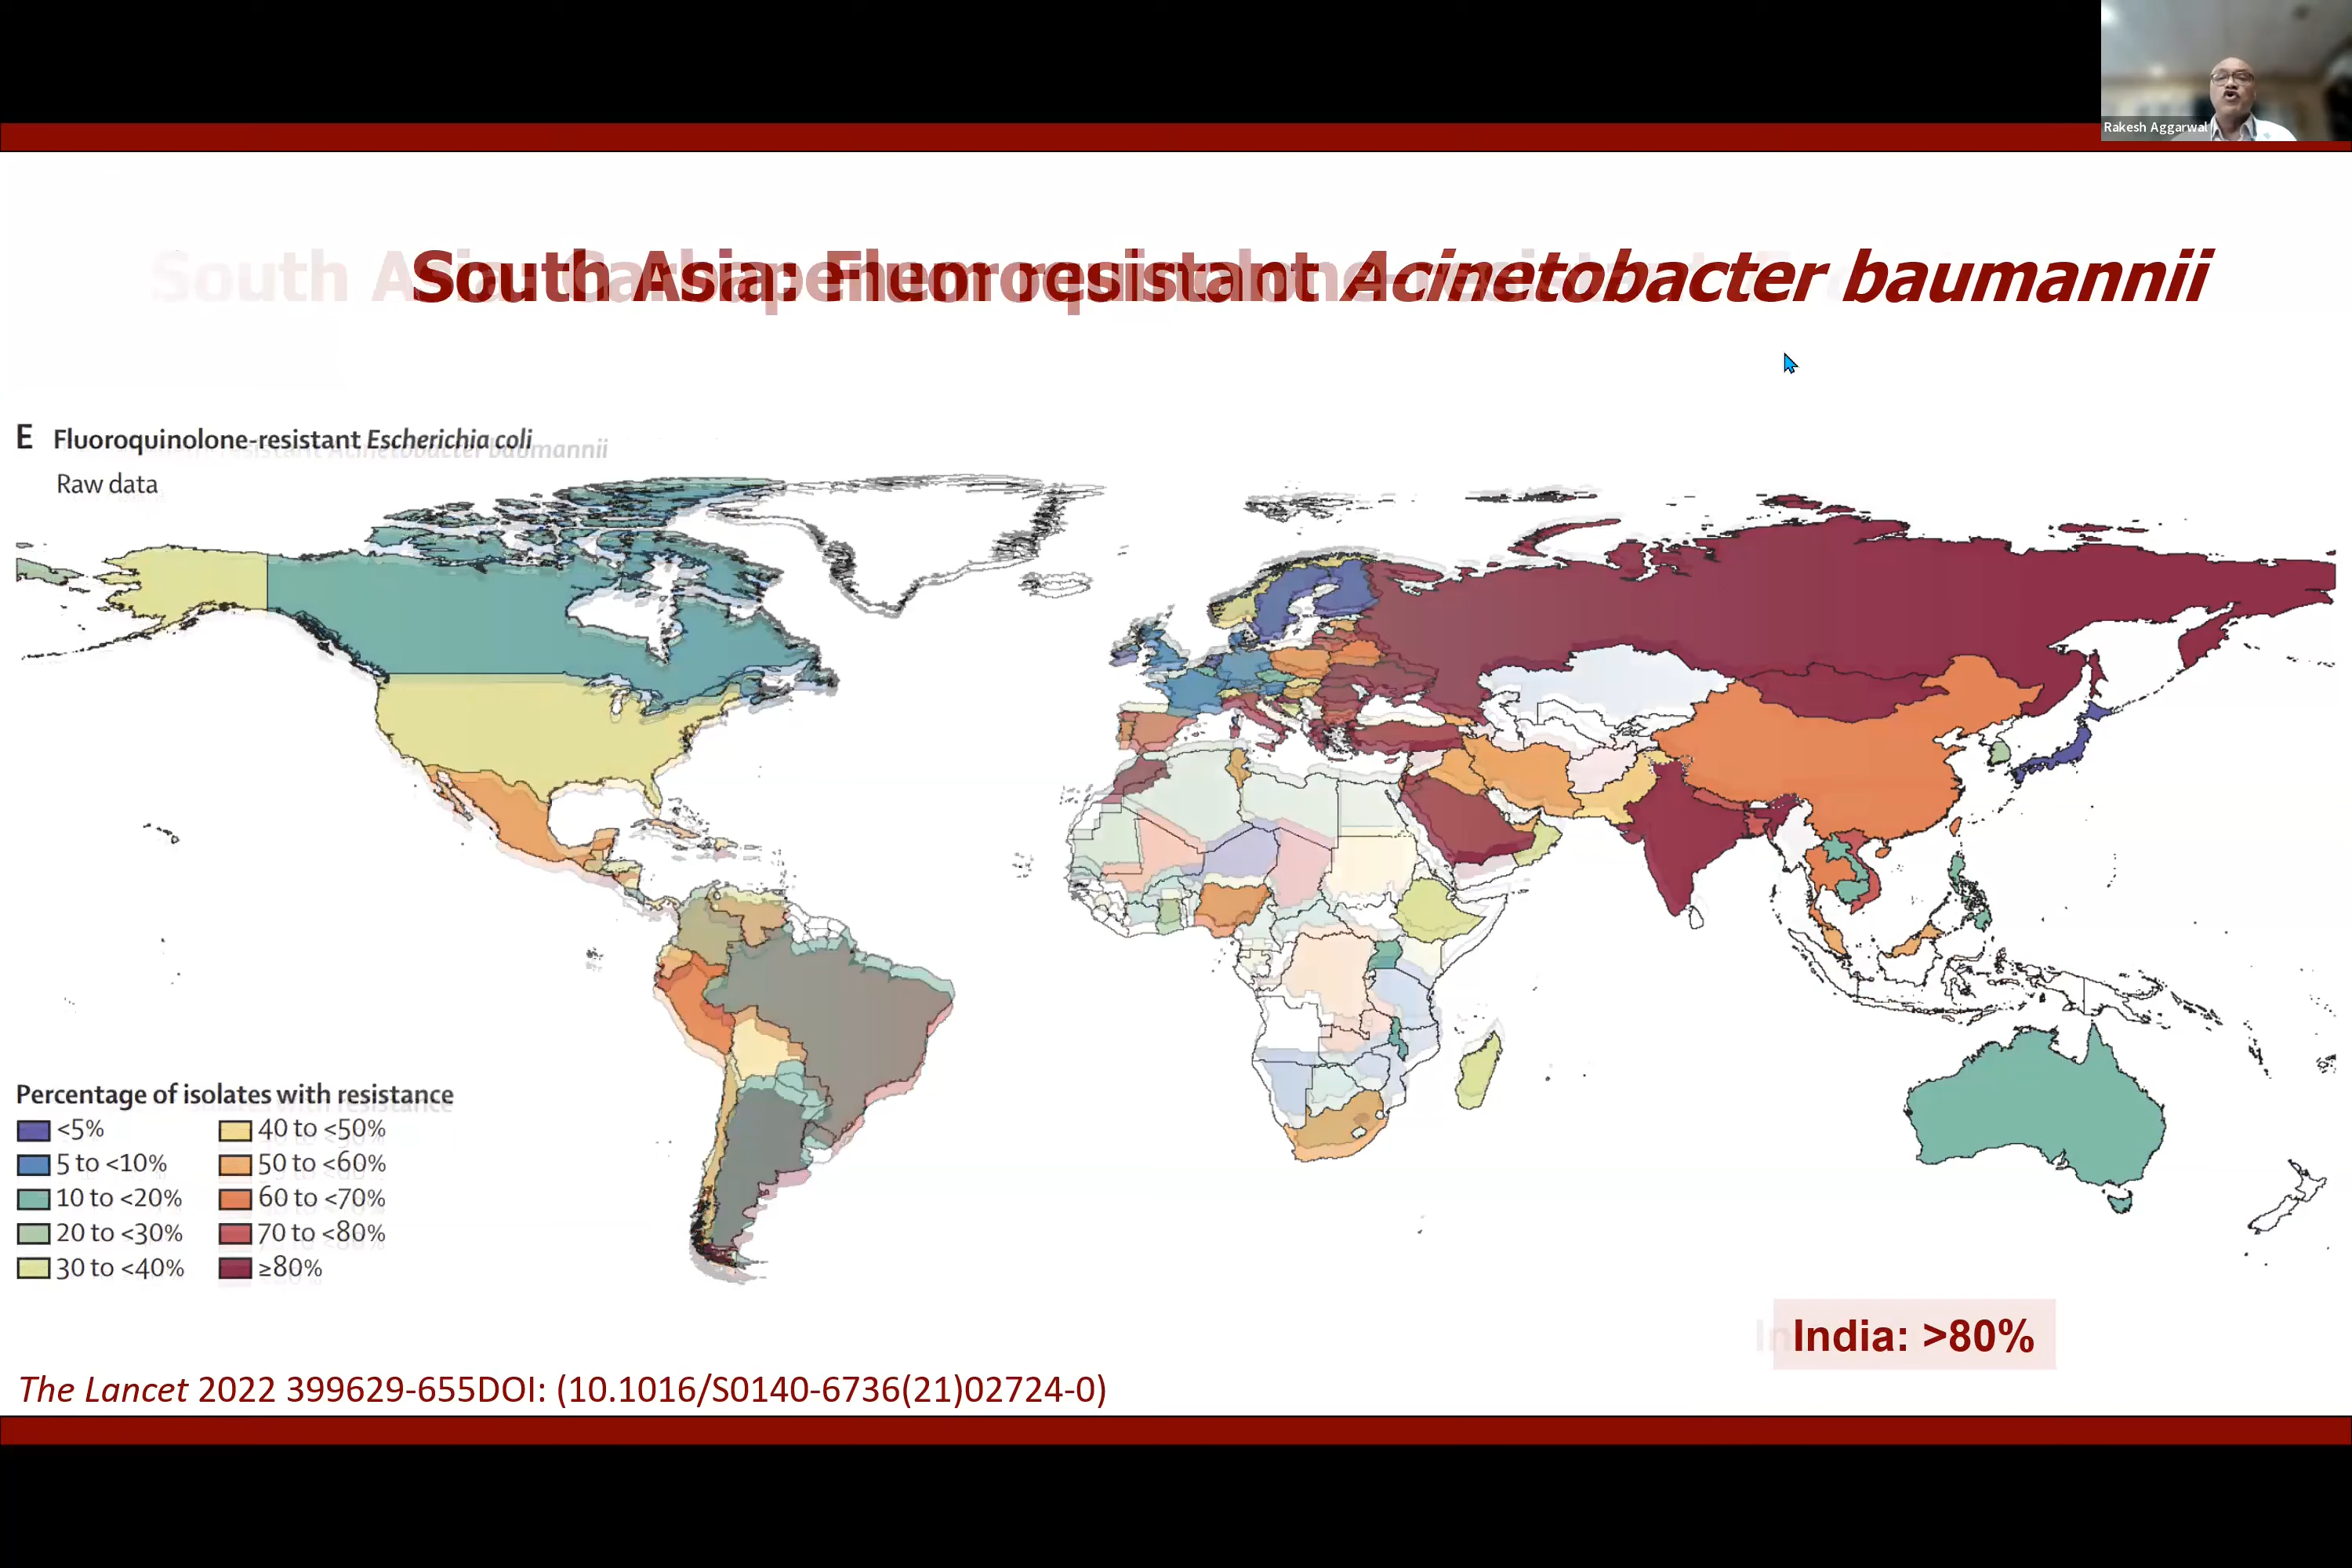 Rakesh Aggarwal
South Asia: Fluoroquinolone-resistant Acinetobacter baumannii
E Fluoroquinolone-resistant Escherichia coli
Raw data
Percentage of isolates with resistance
<5%
5 to <10%
10 to <20%
20 to <30%
30 to <40%
40 to <50%
50 to <60%
60 to <70%
70 to <80%
≥80%
India: >80%
The Lancet 2022 399629-655DOI: (10.1016/S0140-6736(21)02724-0)